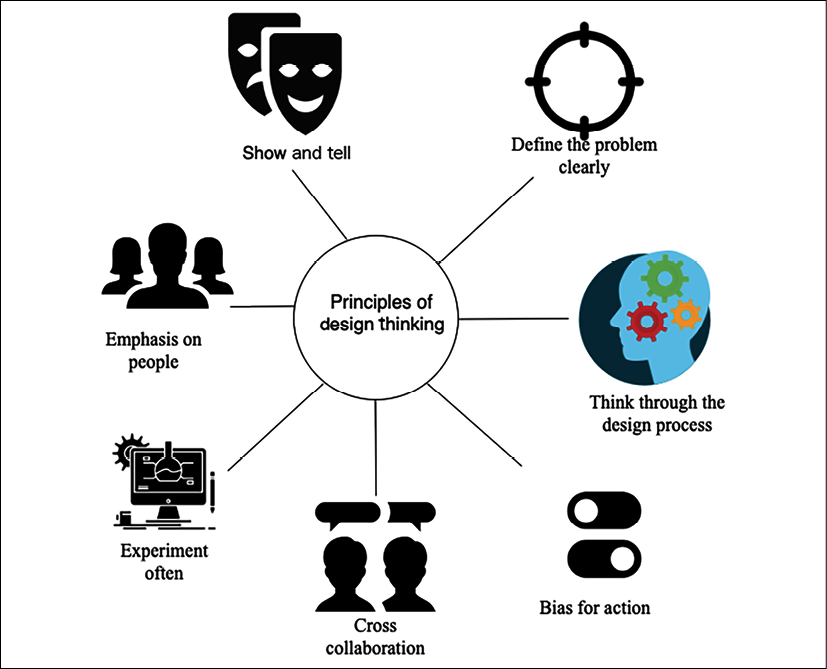 Show and tell
Define the problem
clearly
Principles of
design thinking
Emphasis on
people
Think through the
design process
Experiment
often
Cross
collaboration
Bias for action